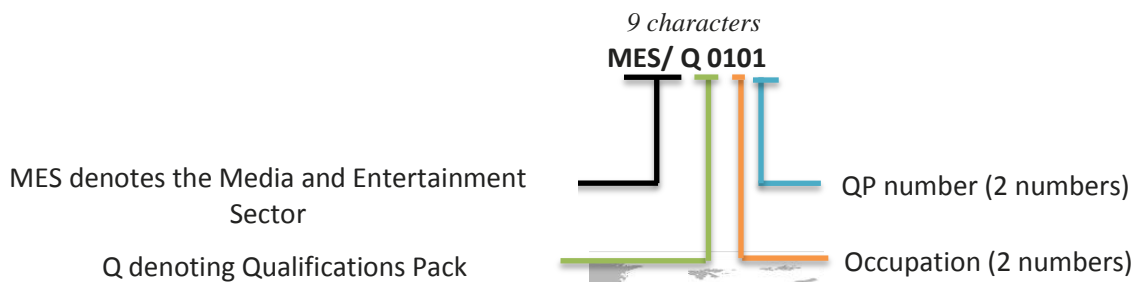 9 characters
MES/ Q 0101
MES denotes the Media and Entertainment
Sector
QP number (2 numbers)
Q denoting Qualifications Pack
Occupation (2 numbers)